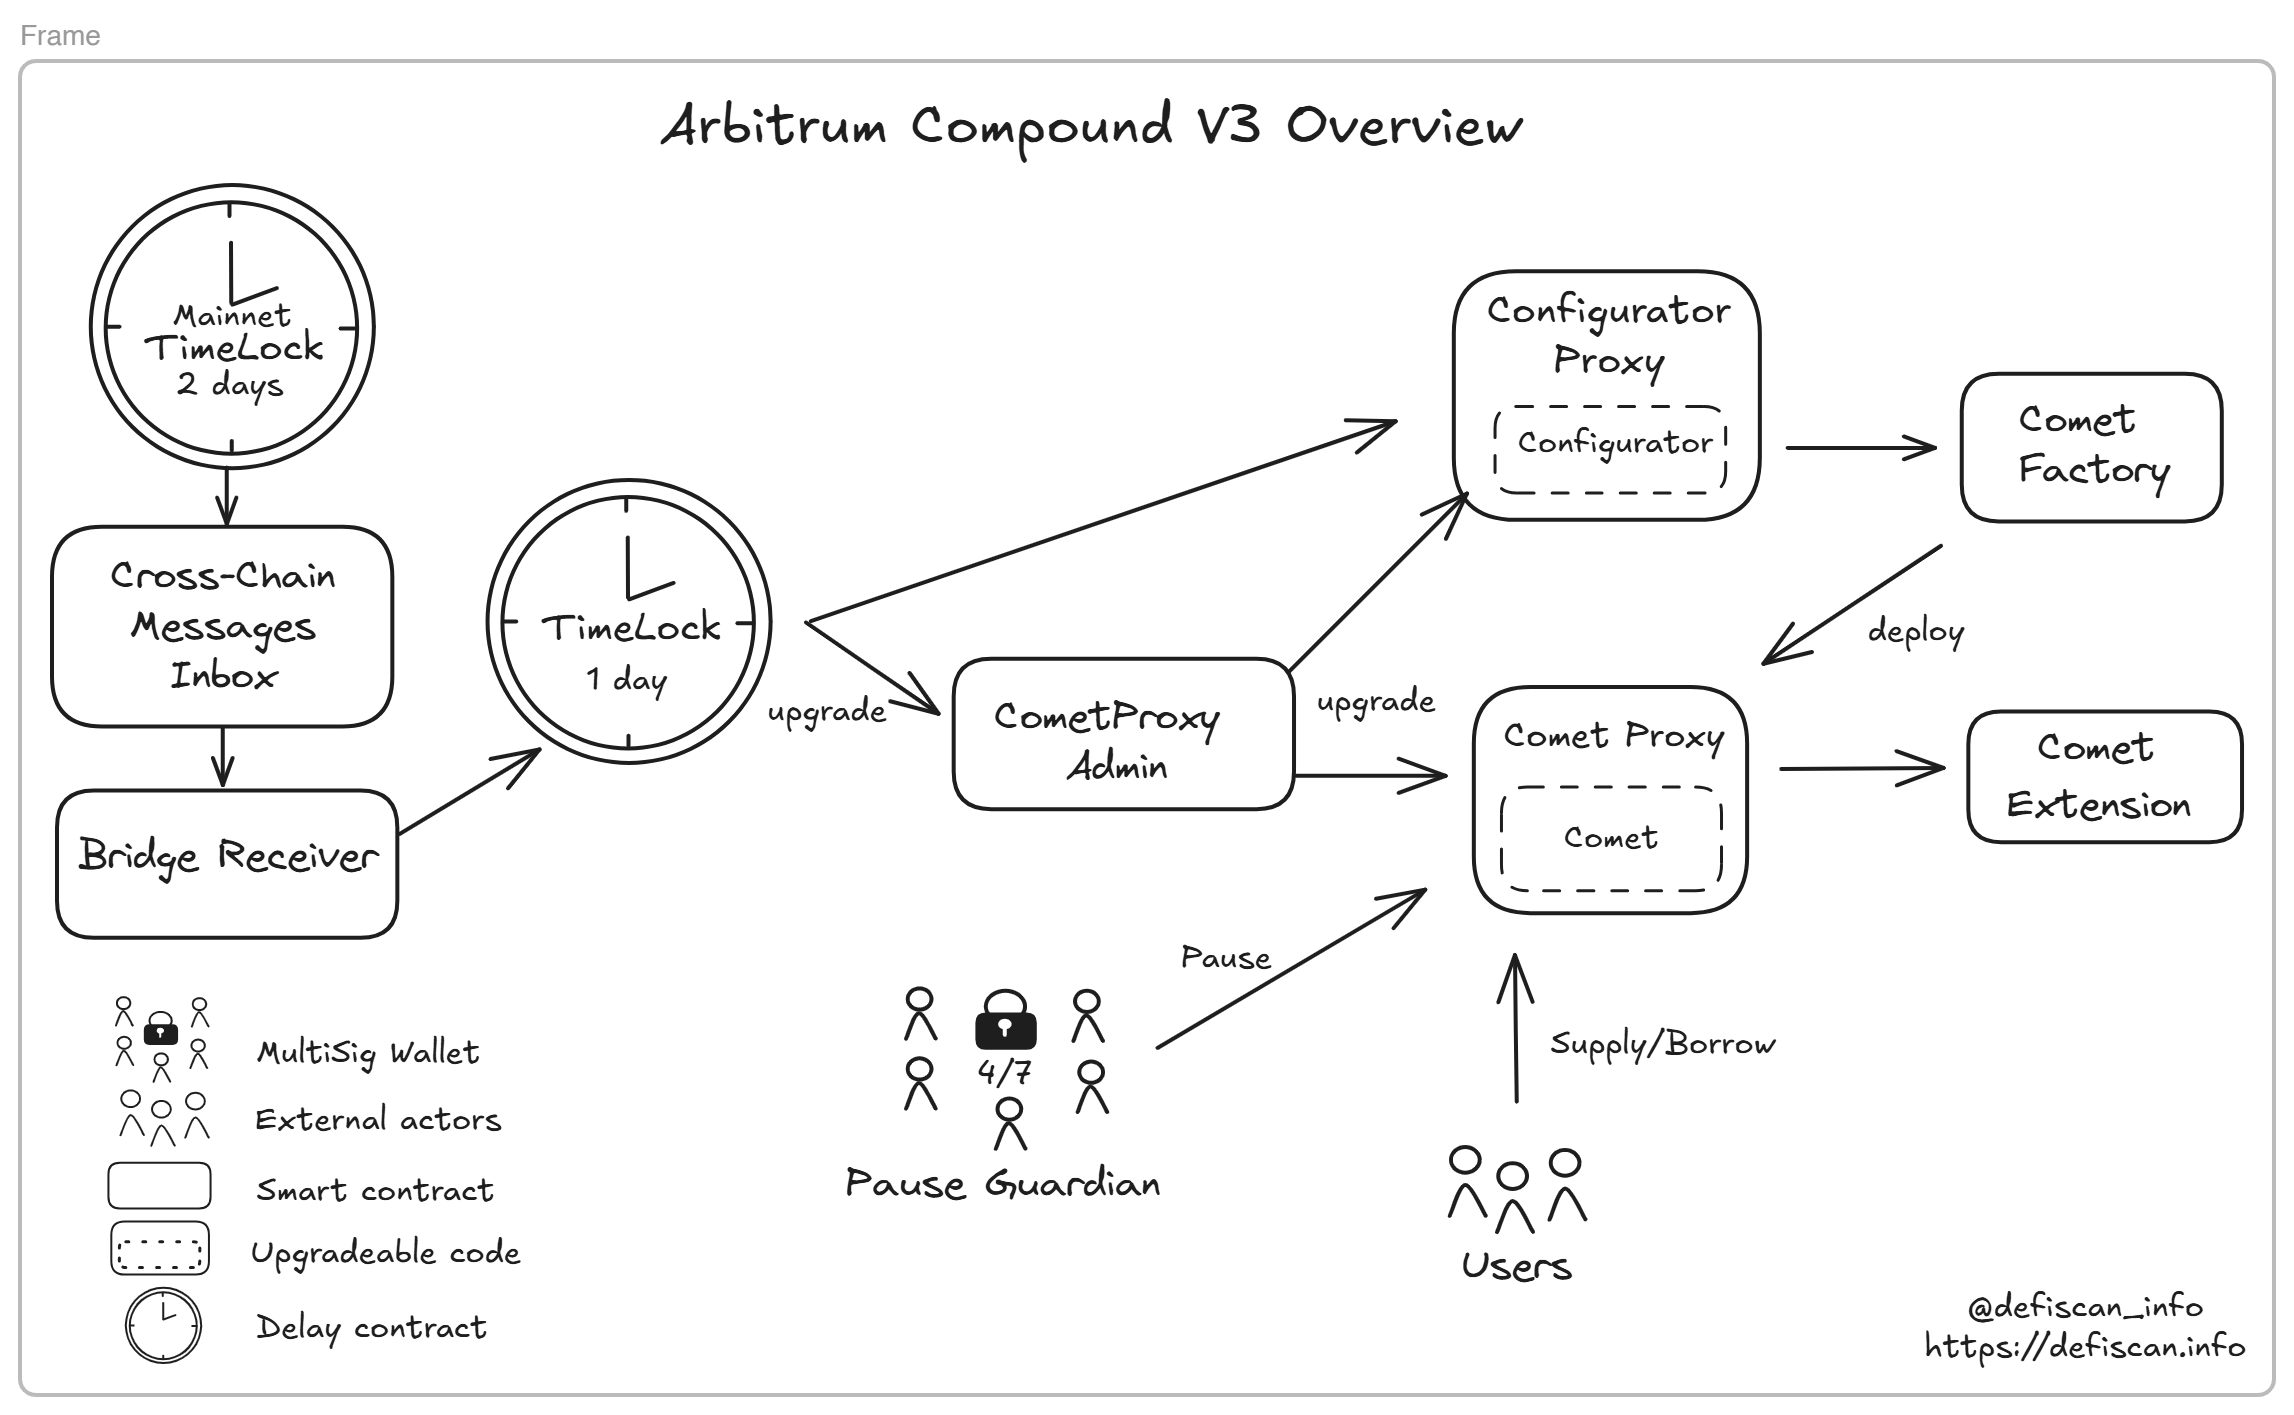 Frame
Arbitrum Compound V3 Overview
Mainnet
TimeLock
2 days
Cross-Chain
Messages
Inbox
Bridge Receiver
TimeLock
1 day
upgrade
CometProxy
Admin
upgrade
Configurator
Proxy
Configurator
Comet
Factory
deploy
Comet Proxy
Comet
Comet
Extension
Pause
4/7
Pause Guardian
Supply/Borrow
Users
MultiSig Wallet
External actors
Smart contract
Upgradeable code
Delay contract
@defiscan_info
https://defiscan.info